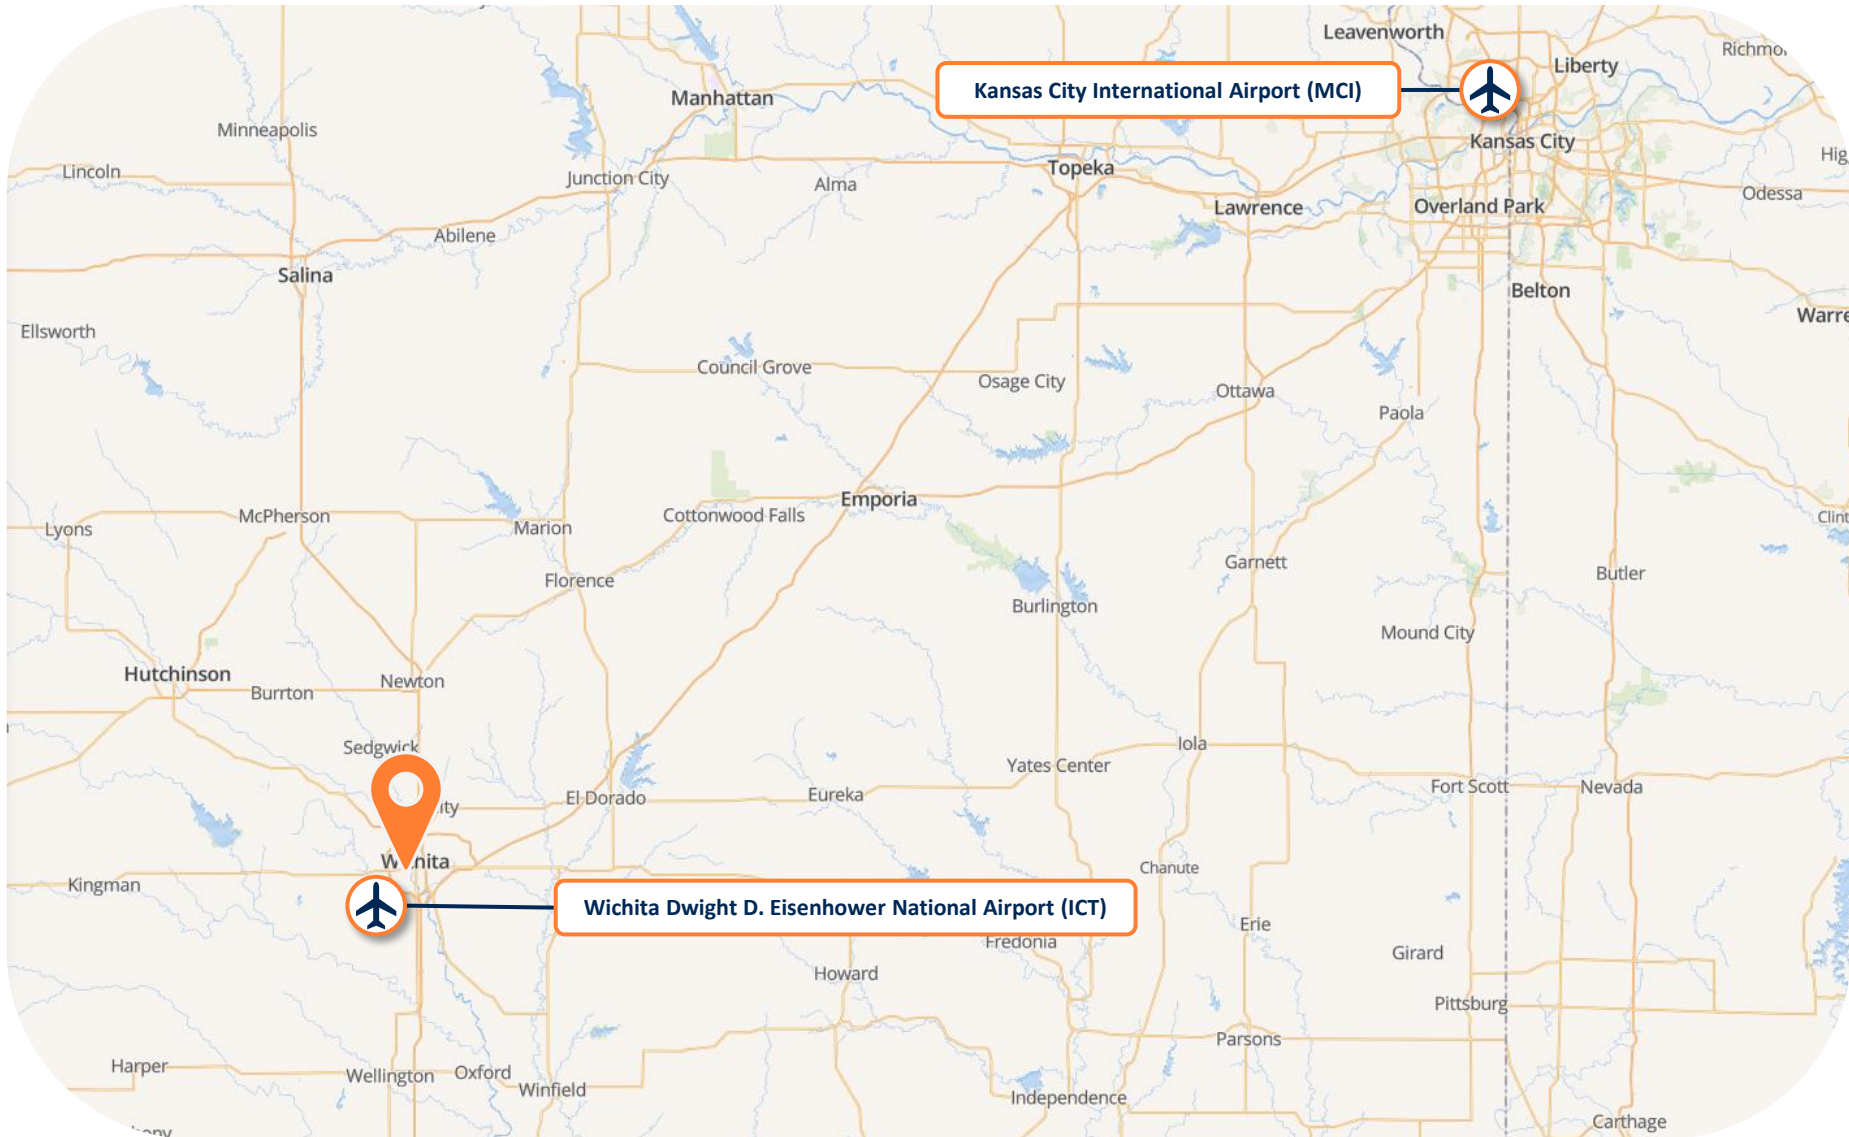 Leavenworth
Liberty
Kansas City International Airport (MCI)
Manhattan
Minneapolis
Kansas City
Lincoln
Topeka
Junction City
Alma
Odessa
Lawrence
Overland Park
Abilene
Salina
Belton
Ellsworth
Council Grove
Osage City
Ottawa
Paola
Emporia
McPherson
Cottonwood Falls
Lyons
Marion
Garnett
Butler
Florence
Burlington
Mound City
Hutchinson
Newton
Burrton
Sedgwick
Iola
Yates Center
Fort Scott
Nevada
El Dorado
Eureka
Chanute
Kingman
Wichita Dwight D. Eisenhower National Airport (ICT)
Erie
Fredonia
Girard
Howard
Pittsburg
Parsons
Harper
Wellington
Oxford
Winfield
Independence
Carthage